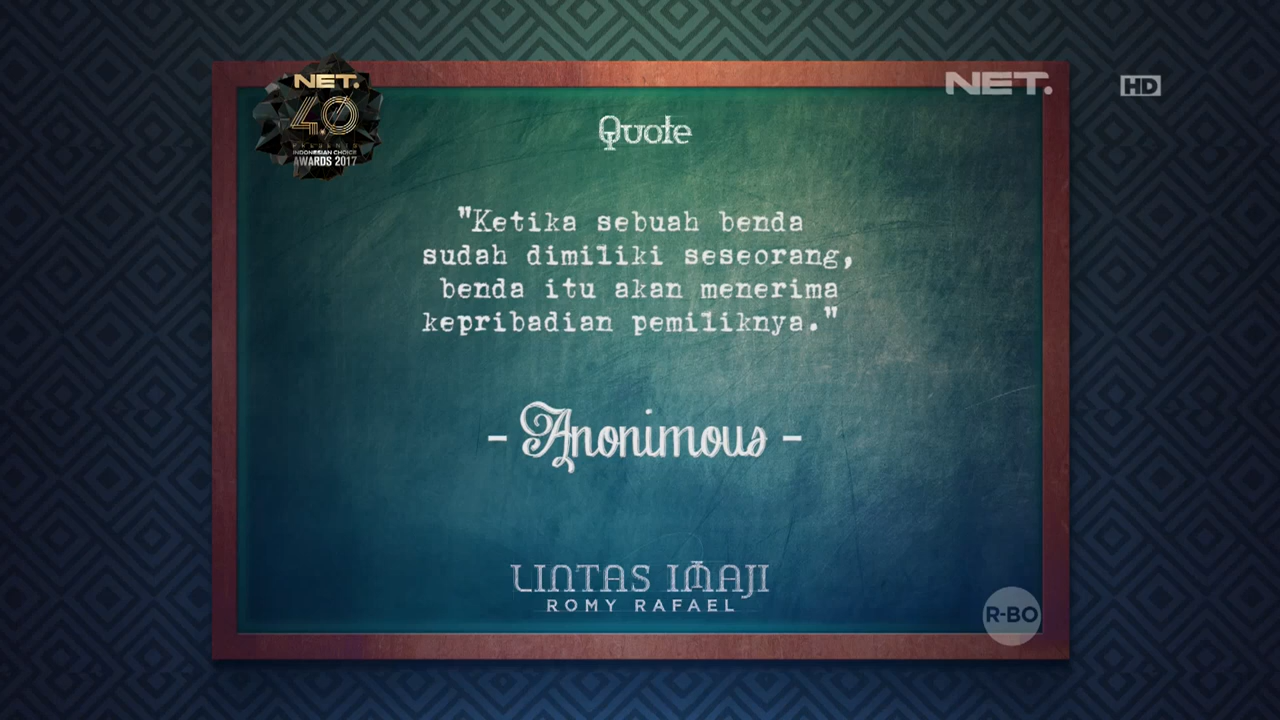 NET.
4.0
PRESENTS
INDONESIAN CHOICE
AWARDS 2017
NET.
HD
Quote
"Ketika sebuah benda
sudah dimiliki seseorang,
benda itu akan menerima
kepribadian pemiliknya."
- Anonimous -
LINTAS IMAJI
ROMY RAFAEL
R-BO